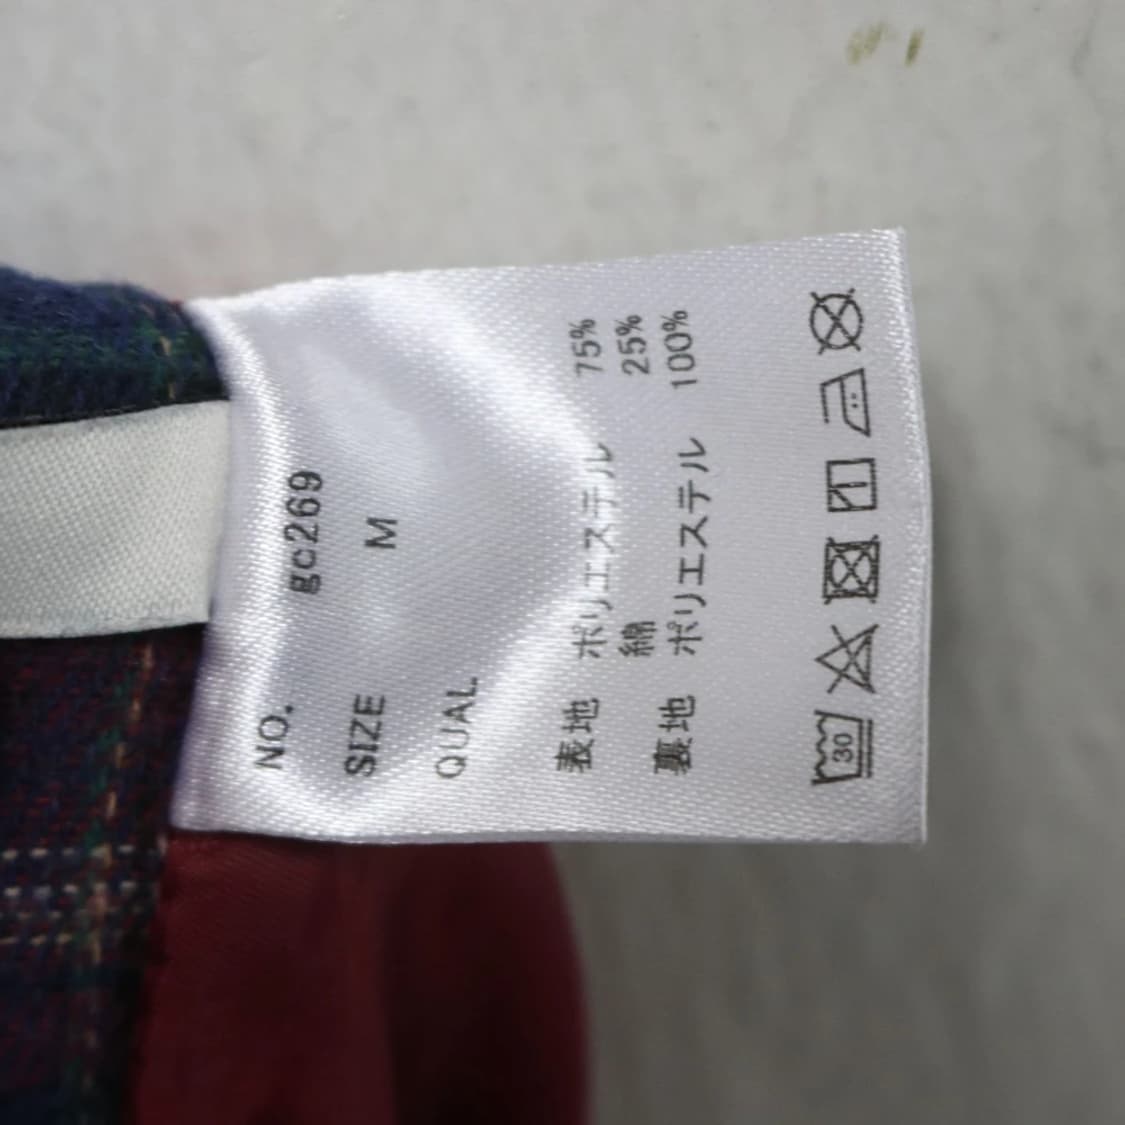 NO. gc269
SIZE M
QUAL
表地 ポリエステル 75%
綿 25%
裏地 ポリエステル 100%
30